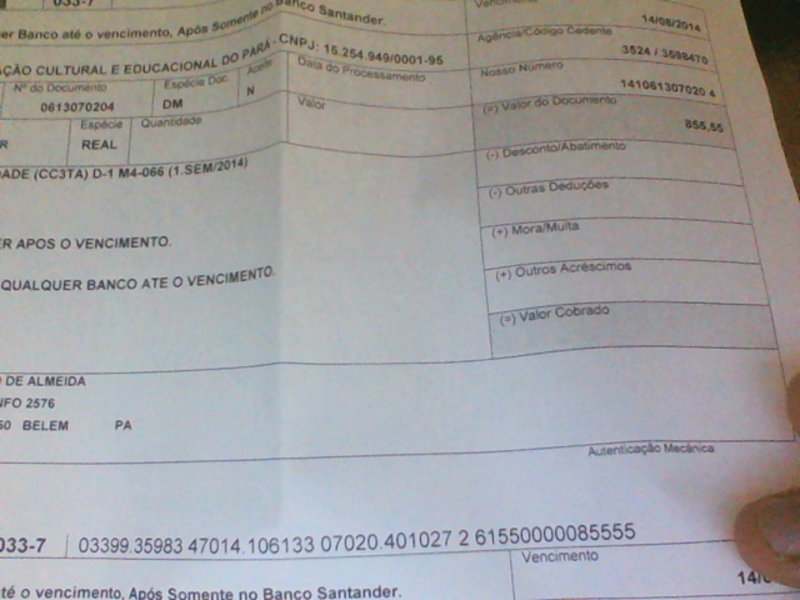 033-7
Vencimento
er Banco até o vencimento, Após Somente no Banco Santander.
14/08/2014
Agência/Código Cedente
AÇÃO CULTURAL E EDUCACIONAL DO PARÁ - CNPJ: 15.254.949/0001-95
3524 / 3598470
Nº do Documento Espécie Doc Aceite Data do Processamento Nosso Número
0613070204 DM N 141061307020 4
Espécie Quantidade Valor (=) Valor do Documento
R REAL 855,55
ADE (CC3TA) D-1 M4-066 (1.SEM/2014) (-) Desconto/Abatimento
(-) Outras Deduções
ER APOS O VENCIMENTO. (+) Mora/Multa
QUALQUER BANCO ATE O VENCIMENTO. (+) Outros Acréscimos
(=) Valor Cobrado
O DE ALMEIDA
NFO 2576
60 BELEM PA
Autenticação Mecânica
033-7 03399.35983 47014.106133 07020.401027 2 61550000085555
Vencimento
até o vencimento, Após Somente no Banco Santander.
14/0